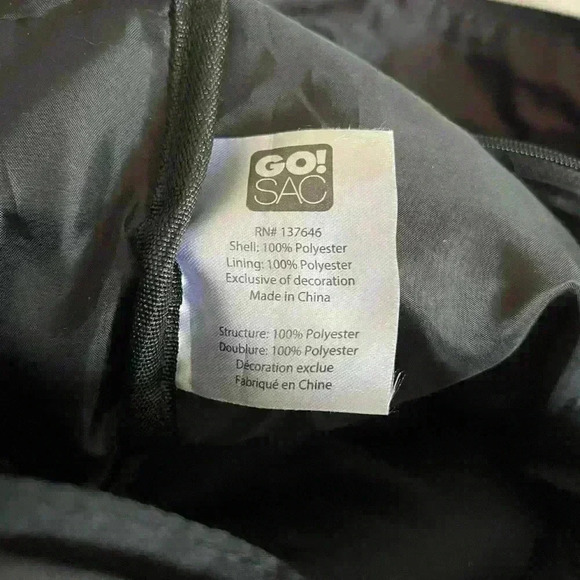 GO!
SAC
RN# 137646
Shell: 100% Polyester
Lining: 100% Polyester
Exclusive of decoration
Made in China
Structure: 100% Polyester
Doublure: 100% Polyester
Décoration exclue
Fabriqué en Chine